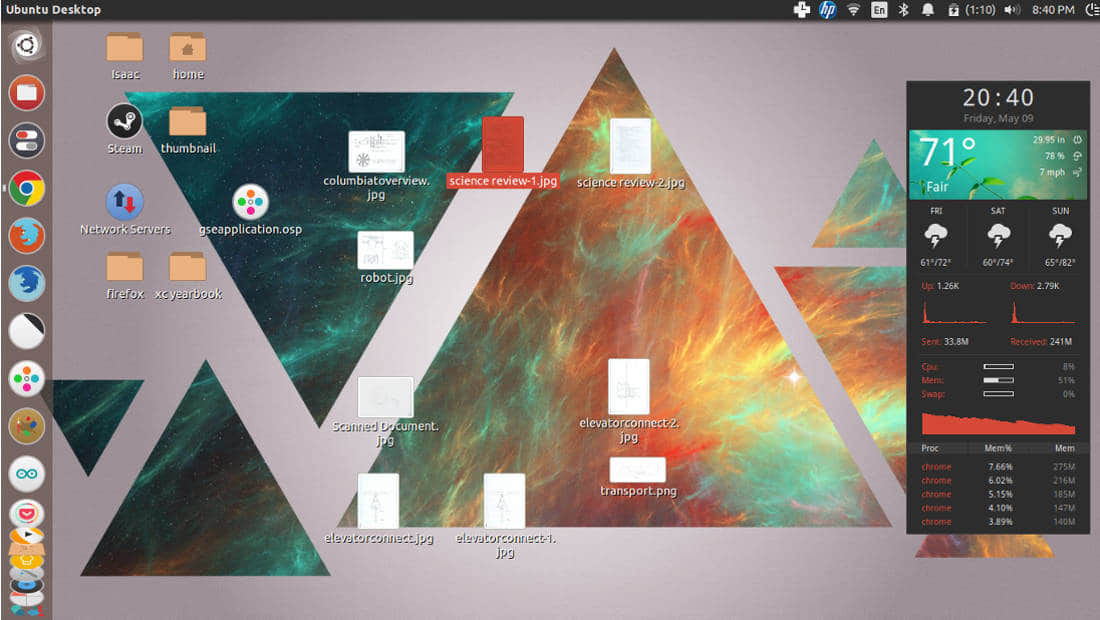 Ubuntu Desktop
En
(1:10)
8:40 PM
Isaac
home
Steam
thumbnail
Network Servers
gseapplication.osp
firefox
xc yearbook
columbiatoverview.
jpg
science review-1.jpg
science review-2.jpg
robot.jpg
Scanned Document.
jpg
elevatorconnect-2.
jpg
transport.png
elevatorconnect.jpg
elevatorconnect-1.
jpg
20:40
Friday, May 09
71°
29.95 in
78 %
7 mph
Fair
FRI SAT SUN
61°/72° 60°/74° 65°/82°
Up: 1.26K Down: 2.79K
Sent: 33.8M Received: 241M
Cpu: 8%
Mem: 51%
Swap: 0%
Proc Mem% Mem
chrome 7.66% 275M
chrome 6.02% 216M
chrome 5.15% 185M
chrome 4.10% 147M
chrome 3.89% 140M